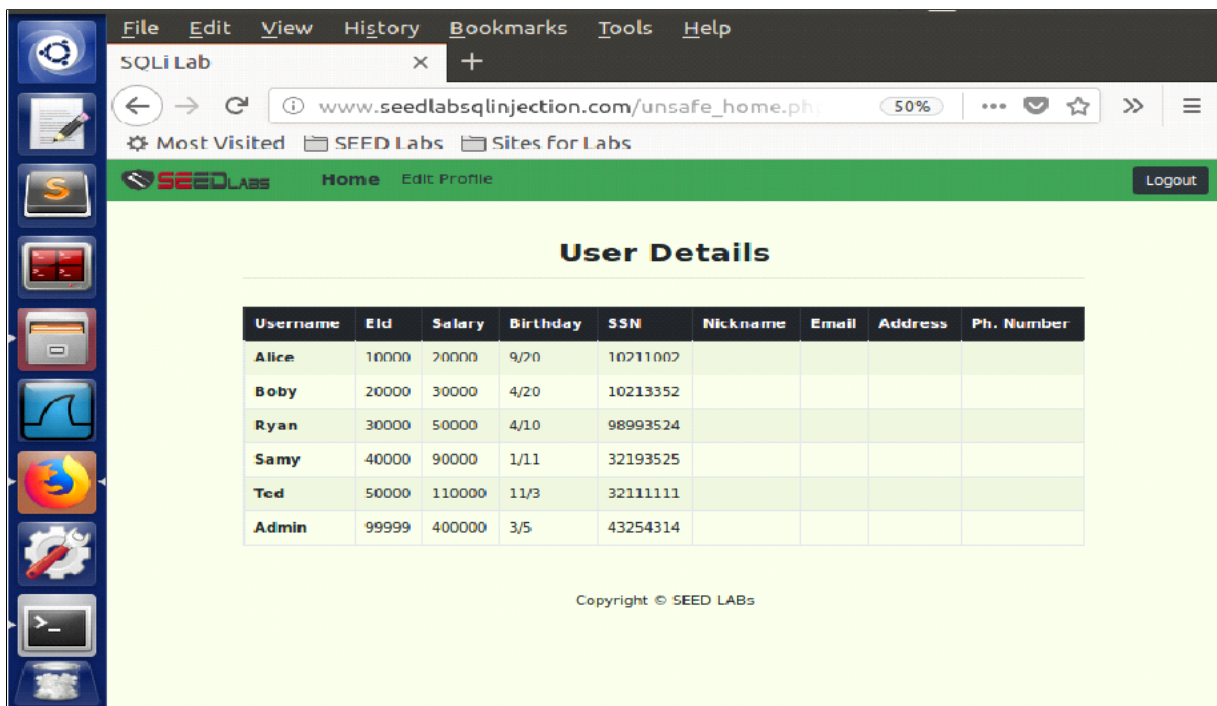 File Edit View History Bookmarks Tools Help
SQLi Lab
www.seedlabsqlinjection.com/unsafe_home.ph 50%
Most Visited SEED Labs Sites for Labs
SEEDLABS Home Edit Profile Logout
User Details
Username EId Salary Birthday SSN Nickname Email Address Ph. Number
Alice 10000 20000 9/20 10211002
Boby 20000 30000 4/20 10213352
Ryan 30000 50000 4/10 98993524
Samy 40000 90000 1/11 32193525
Ted 50000 110000 11/3 32111111
Admin 99999 400000 3/5 43254314
Copyright © SEED LABs